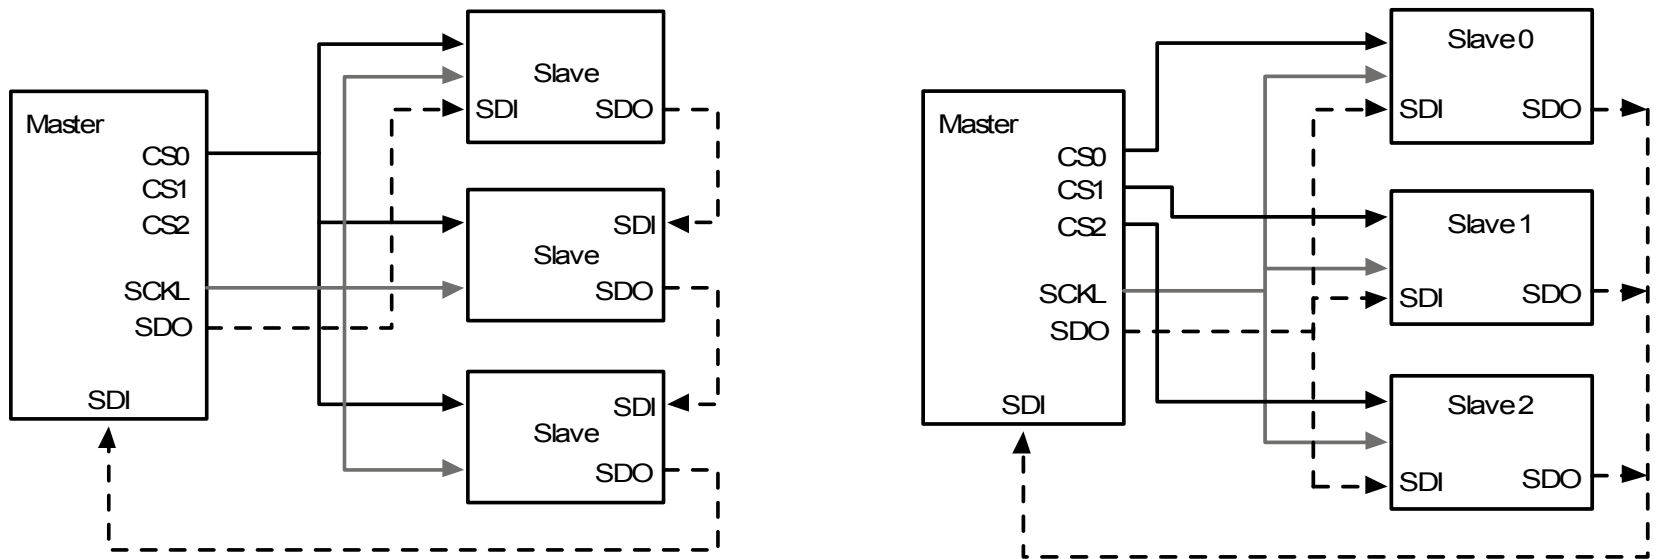 Master
CS0
CS1
CS2
SCKL
SDO
SDI
Slave
SDI
SDO
SDI
Slave
SDO
SDI
Slave
SDO
Master
CS0
CS1
CS2
SCKL
SDO
SDI
Slave 0
SDI
SDO
Slave 1
SDI
SDO
Slave 2
SDI
SDO